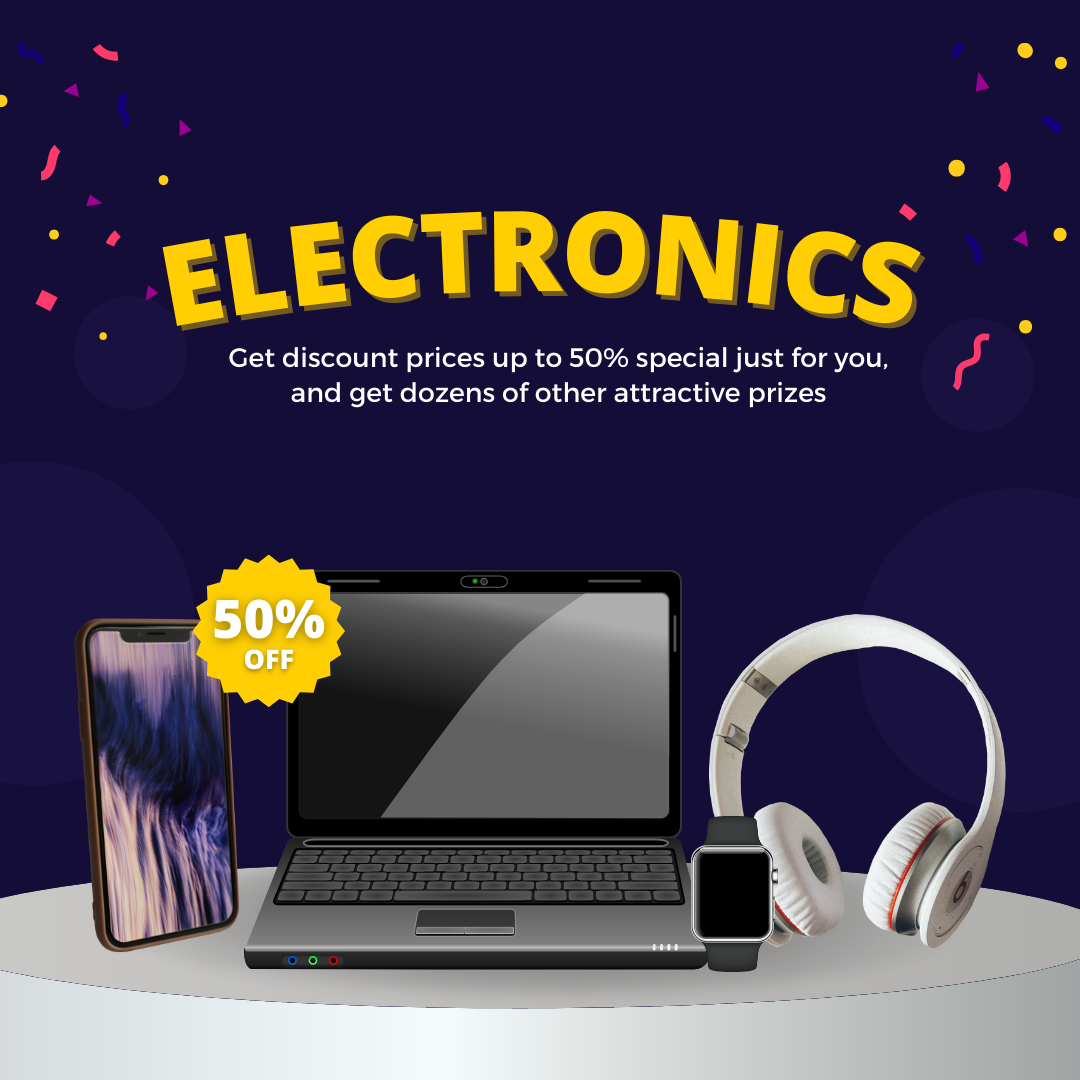 ELECTRONICS
Get discount prices up to 50% special just for you,
and get dozens of other attractive prizes
50%
OFF